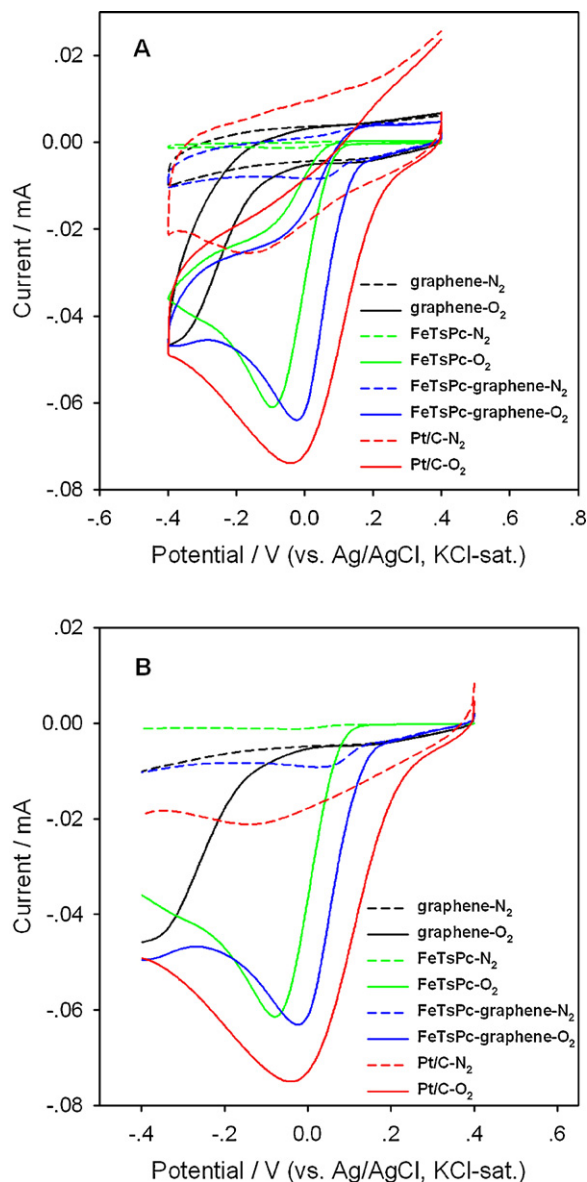 A
.02
0.00
-.02
-.04
-.06
-.08
Current / mA
graphene-N₂
graphene-O₂
FeTsPc-N₂
FeTsPc-O₂
FeTsPc-graphene-N₂
FeTsPc-graphene-O₂
Pt/C-N₂
Pt/C-O₂
-.6 -.4 -.2 0.0 .2 .4 .6 .8
Potential / V (vs. Ag/AgCl, KCl-sat.)
B
.02
0.00
-.02
-.04
-.06
-.08
Current / mA
graphene-N₂
graphene-O₂
FeTsPc-N₂
FeTsPc-O₂
FeTsPc-graphene-N₂
FeTsPc-graphene-O₂
Pt/C-N₂
Pt/C-O₂
-.4 -.2 0.0 .2 .4 .6
Potential / V (vs. Ag/AgCl, KCl-sat.)